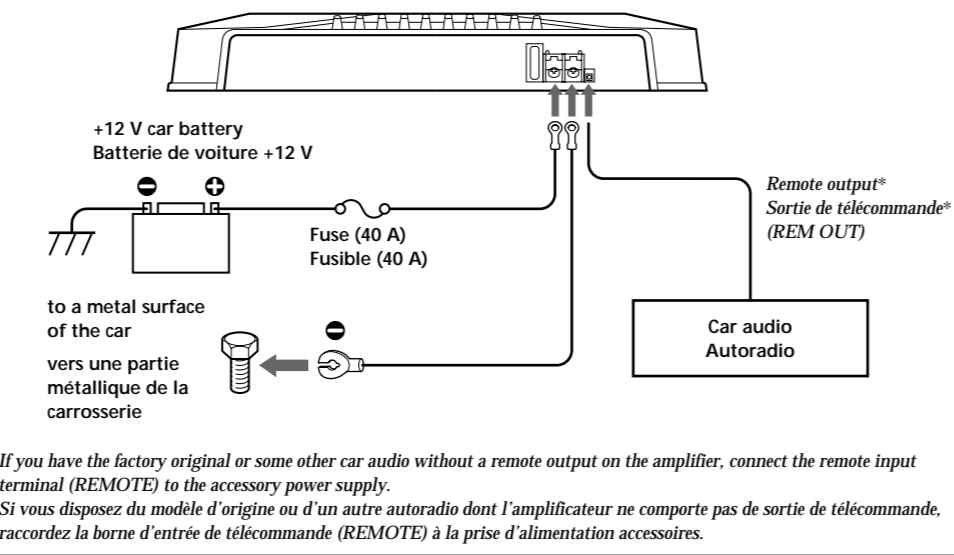 +12 V car battery
Batterie de voiture +12 V
Remote output*
Sortie de télécommande*
(REM OUT)
Fuse (40 A)
Fusible (40 A)
to a metal surface
of the car
vers une partie
métallique de la
carrosserie
Car audio
Autoradio
If you have the factory original or some other car audio without a remote output on the amplifier, connect the remote input
terminal (REMOTE) to the accessory power supply.
Si vous disposez du modèle d'origine ou d'un autre autoradio dont l'amplificateur ne comporte pas de sortie de télécommande,
raccordez la borne d'entrée de télécommande (REMOTE) à la prise d'alimentation accessoires.